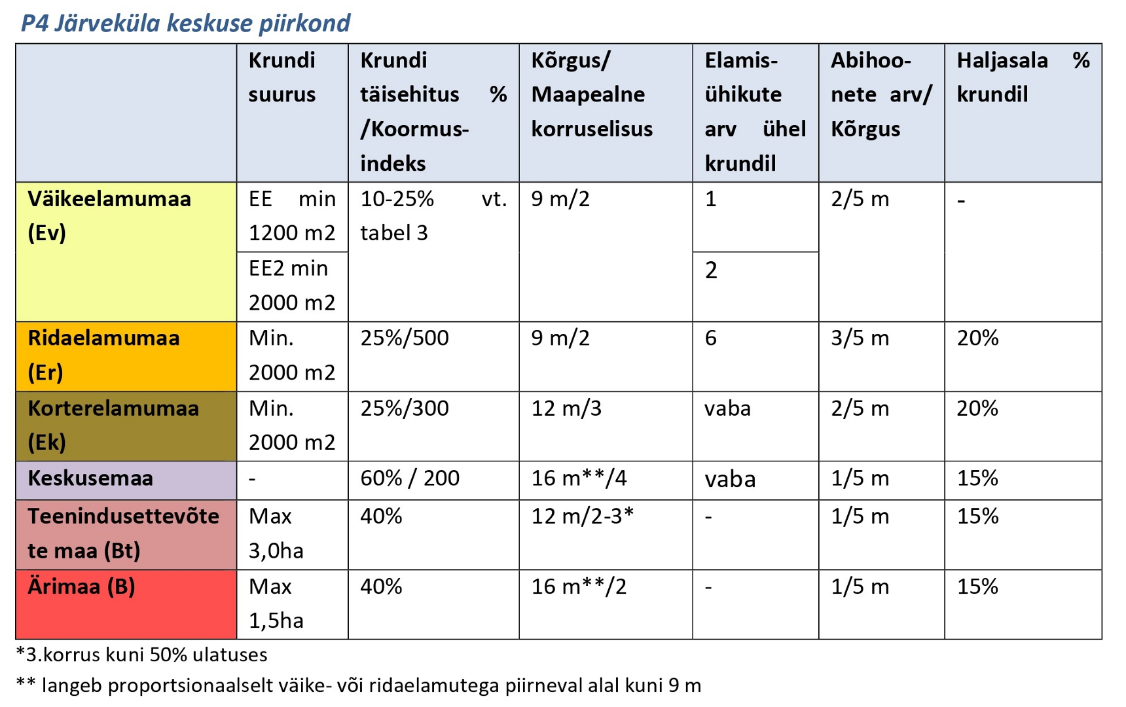 P4 Järveküla keskuse piirkond
Krundi suurus
Krundi täisehitus % /Koormus-indeks
Kõrgus/ Maapealne korruselisus
Elamis-ühikute arv ühel krundil
Abihoo-nete arv/ Kõrgus
Haljasala % krundil
Väikeelamumaa (Ev)
EE min 1200 m2
10-25% vt. tabel 3
9 m/2
1
2/5 m
-
EE2 min 2000 m2
2
Ridaelamumaa (Er)
Min. 2000 m2
25%/500
9 m/2
6
3/5 m
20%
Korterelamumaa (Ek)
Min. 2000 m2
25%/300
12 m/3
vaba
2/5 m
20%
Keskusemaa
-
60% / 200
16 m**/4
vaba
1/5 m
15%
Teenindusettevõte te maa (Bt)
Max 3,0ha
40%
12 m/2-3*
-
1/5 m
15%
Ärimaa (B)
Max 1,5ha
40%
16 m**/2
-
1/5 m
15%
*3.korrus kuni 50% ulatuses
** langeb proportsionaalselt väike- või ridaelamutega piirneval alal kuni 9 m